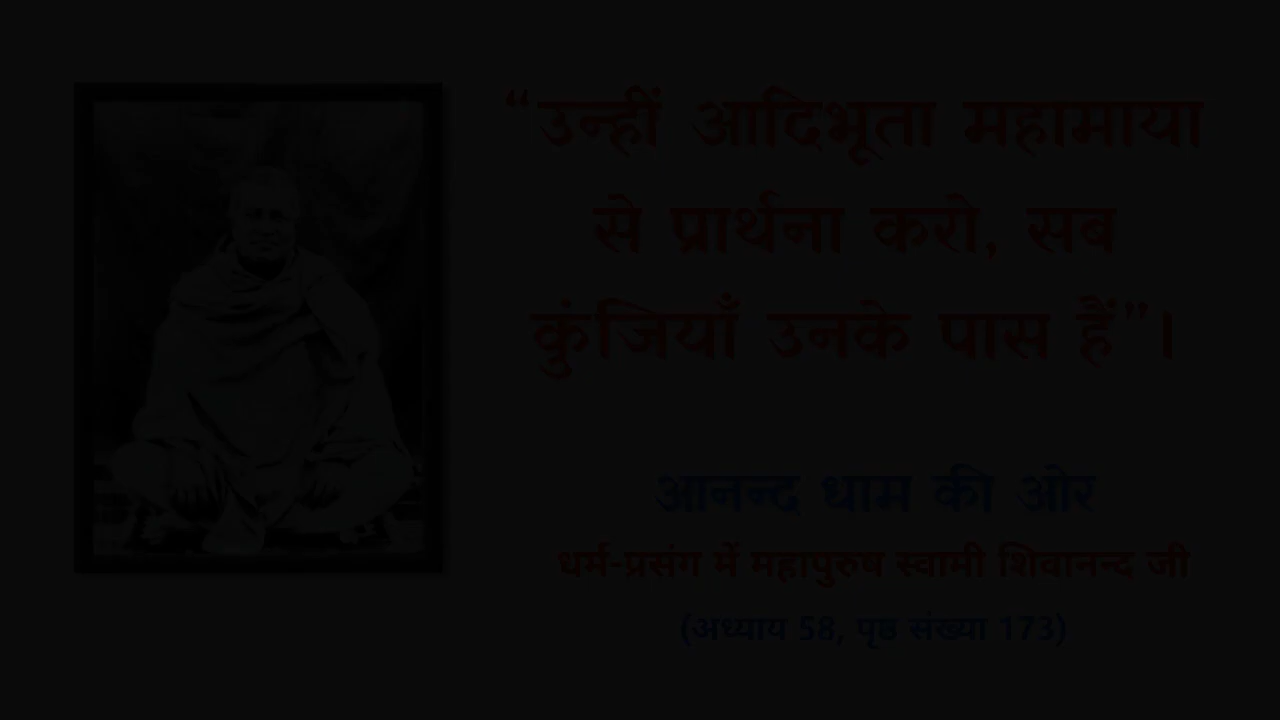 “उन्हीं आदिभूता महामाया
से प्रार्थना करो, सब
कुंजियाँ उनके पास हैं”।
आनन्द धाम की ओर
धर्म-प्रसंग में महापुरुष स्वामी शिवानन्द जी
(अध्याय 58, पृष्ठ संख्या 173)